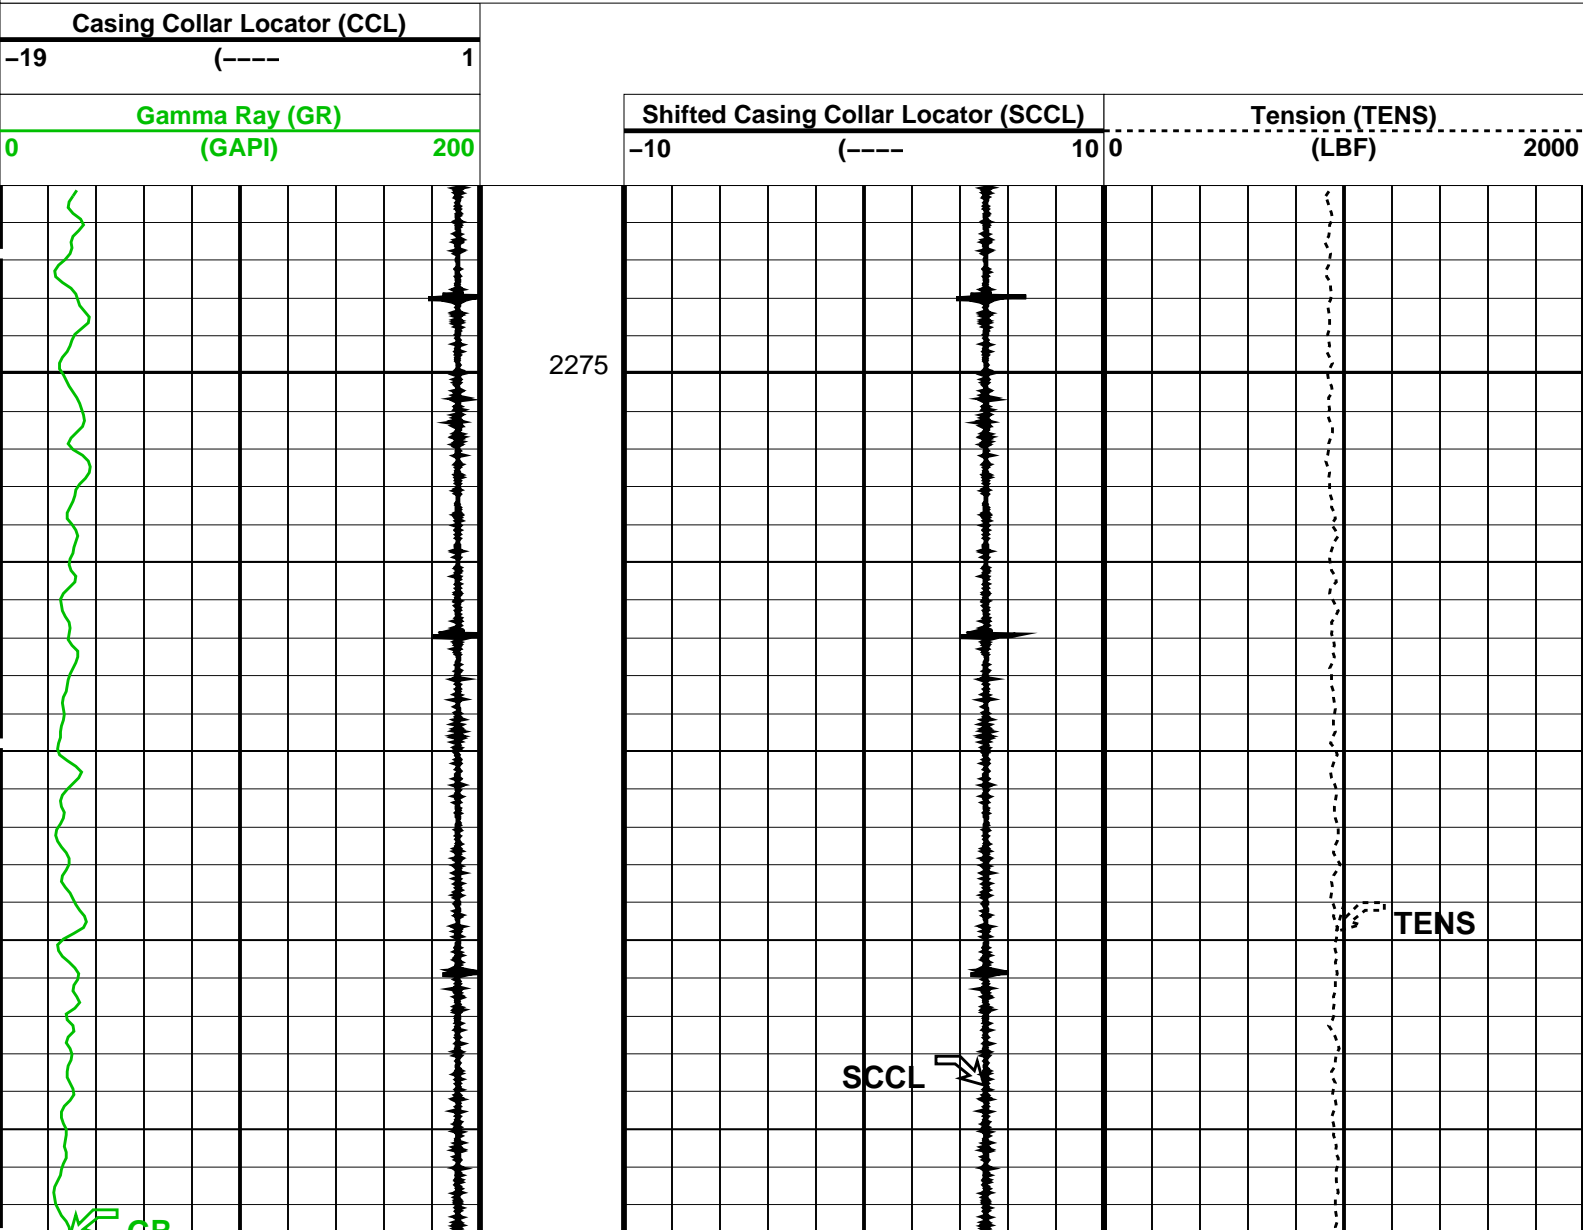 Casing Collar Locator (CCL)
−19 (−−−− 1
Gamma Ray (GR)
0 (GAPI) 200
Shifted Casing Collar Locator (SCCL)
−10 (−−−− 10
Tension (TENS)
0 (LBF) 2000
2275
TENS
SCCL
GR